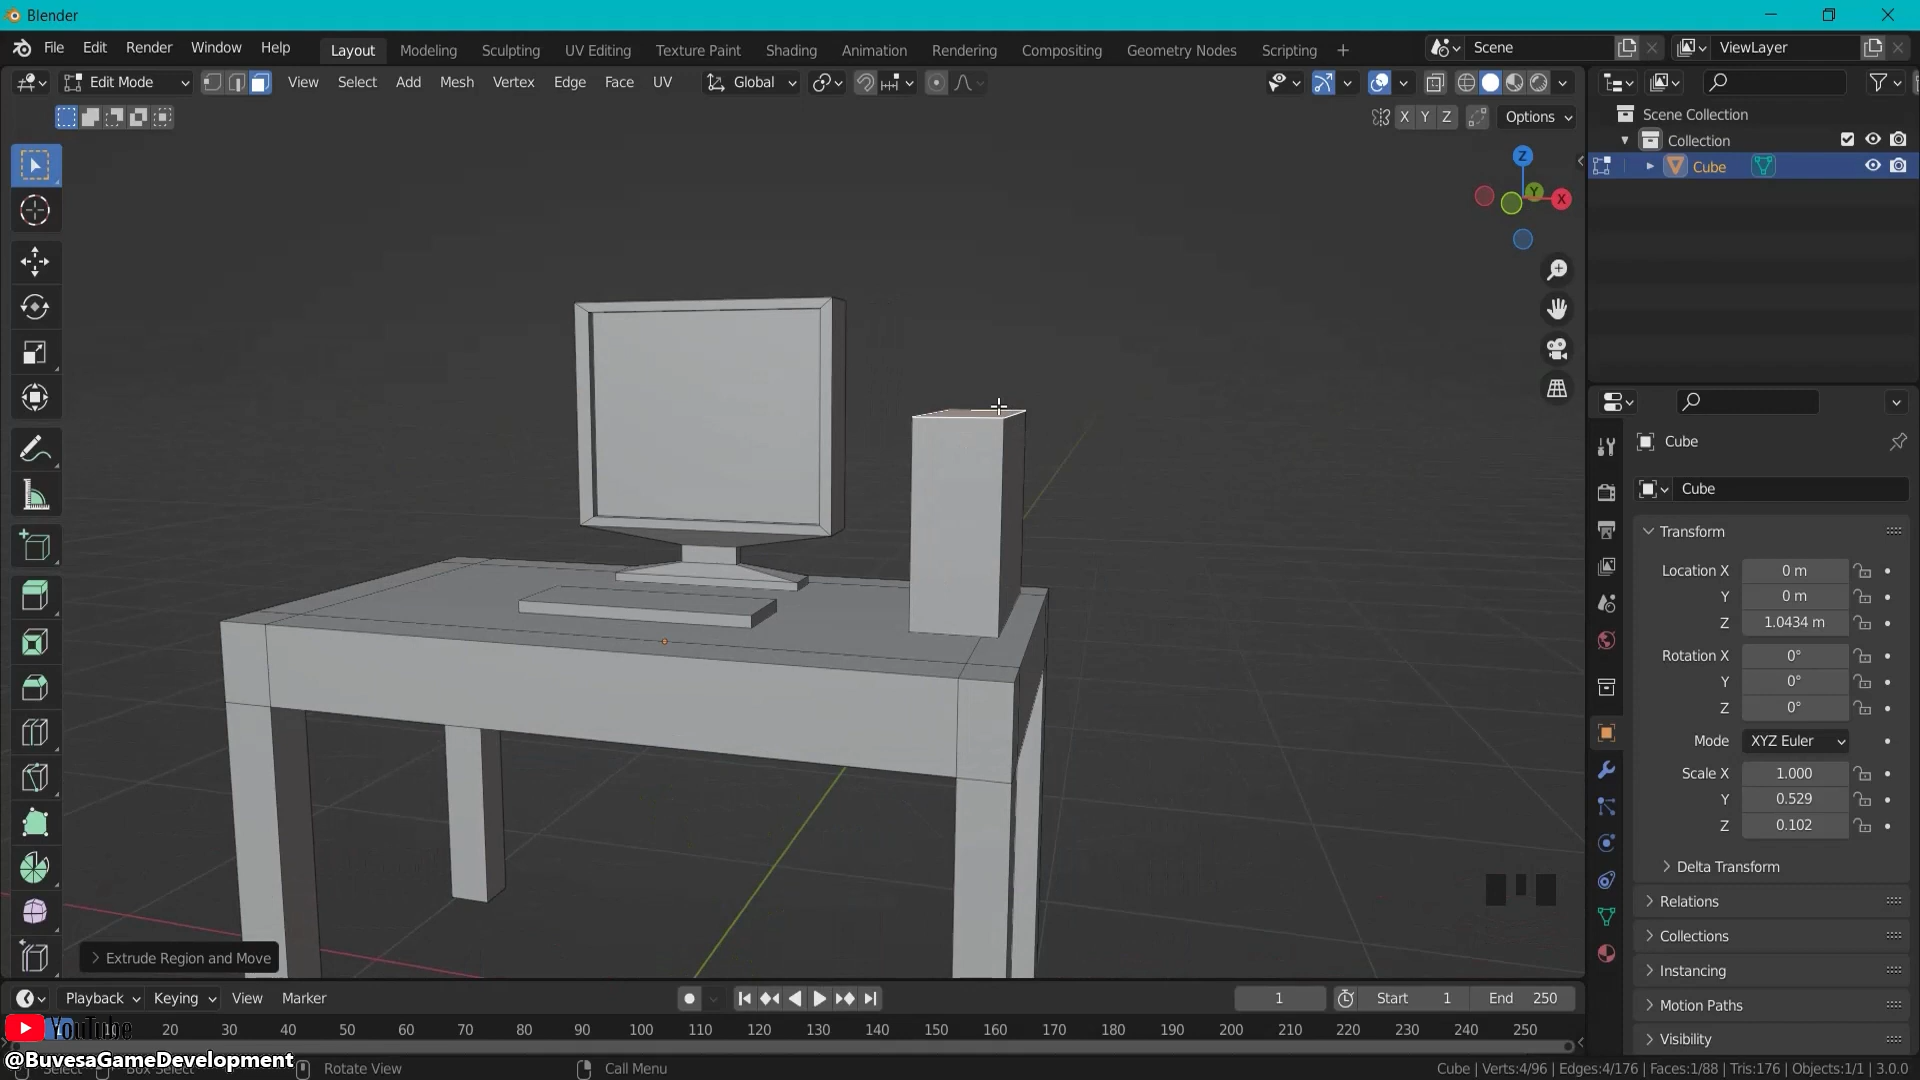 Blender
File Edit Render Window Help Layout Modeling Sculpting UV Editing Texture Paint Shading Animation Rendering Compositing Geometry Nodes Scripting Scene ViewLayer
Edit Mode View Select Add Mesh Vertex Edge Face UV Global
X Y Z Options
Scene Collection
Collection
Cube
Z
Y
X
Cube
Cube
Transform
Location X 0 m
Y 0 m
Z 1.0434 m
Rotation X 0°
Y 0°
Z 0°
Mode XYZ Euler
Scale X 1.000
Y 0.529
Z 0.102
Delta Transform
Relations
Collections
Instancing
Motion Paths
Visibility
Extrude Region and Move
Playback Keying View Marker 1 Start 1 End 250
YouTube 20 30 40 50 60 70 80 90 100 110 120 130 140 150 160 170 180 190 200 210 220 230 240 250
@BuvesaGameDevelopment
Select Box Select Rotate View Call Menu Cube | Verts:4/96 | Edges:4/176 | Faces:1/88 | Tris:176 | Objects:1/1 | 3.0.0